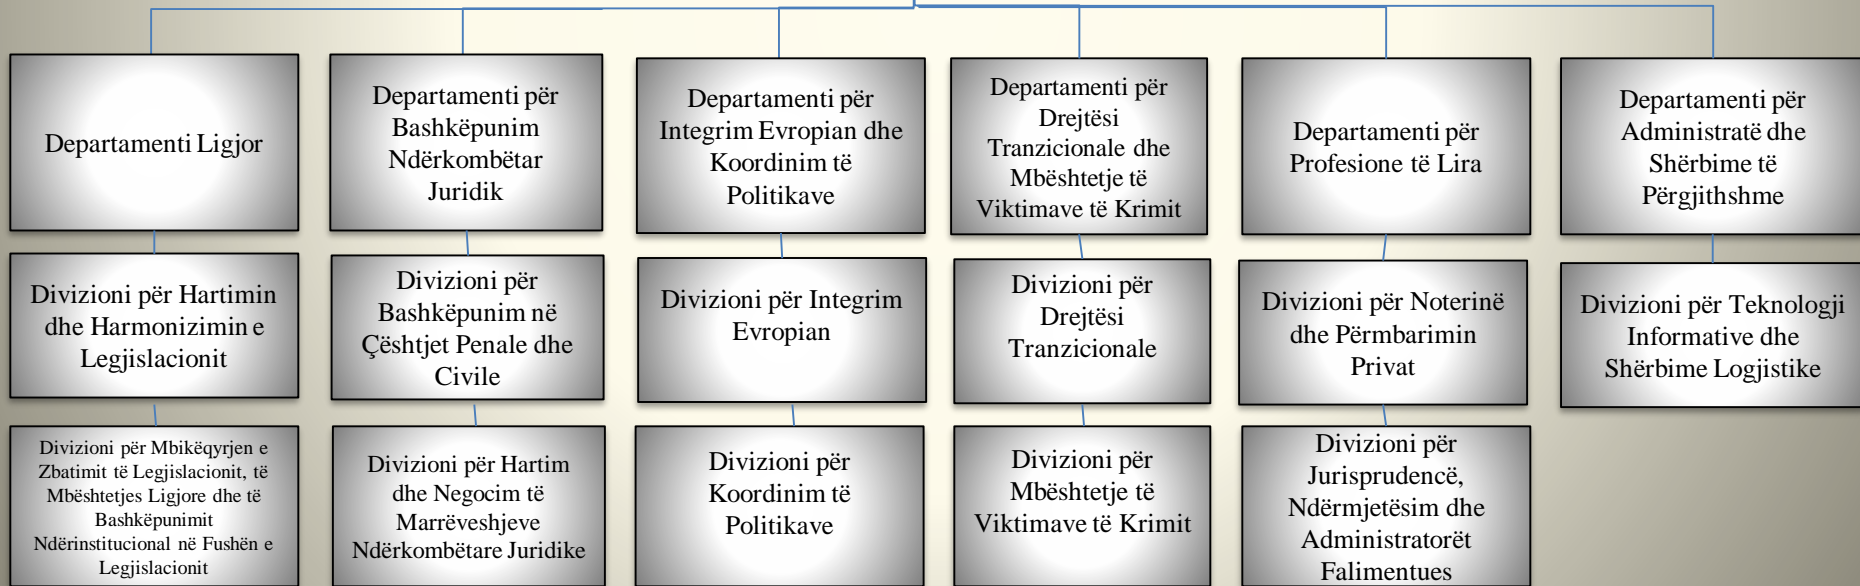 Departamenti Ligjor
Departamenti për
Bashkëpunim
Ndërkombëtar
Juridik
Departamenti për
Integrim Evropian dhe
Koordinim të
Politikave
Departamenti për
Drejtësi
Tranzicionale dhe
Mbështetje të
Viktimave të Krimit
Departamenti për
Profesione të Lira
Departamenti për
Administratë dhe
Shërbime të
Përgjithshme
Divizioni për Hartimin
dhe Harmonizimin e
Legjislacionit
Divizioni për
Bashkëpunim në
Çështjet Penale dhe
Civile
Divizioni për Integrim
Evropian
Divizioni për
Drejtësi
Tranzicionale
Divizioni për Noterinë
dhe Përmbarimin
Privat
Divizioni për Teknologji
Informative dhe
Shërbime Logjistike
Divizioni për Mbikëqyrjen e
Zbatimit të Legjislacionit, të
Mbështetjes Ligjore dhe të
Bashkëpunimit
Ndërinstitucional në Fushën e
Legjislacionit
Divizioni për Hartim
dhe Negocim të
Marrëveshjeve
Ndërkombëtare Juridike
Divizioni për
Koordinim të
Politikave
Divizioni për
Mbështetje të
Viktimave të Krimit
Divizioni për
Jurisprudencë,
Ndërmjetësim dhe
Administratorët
Falimentues